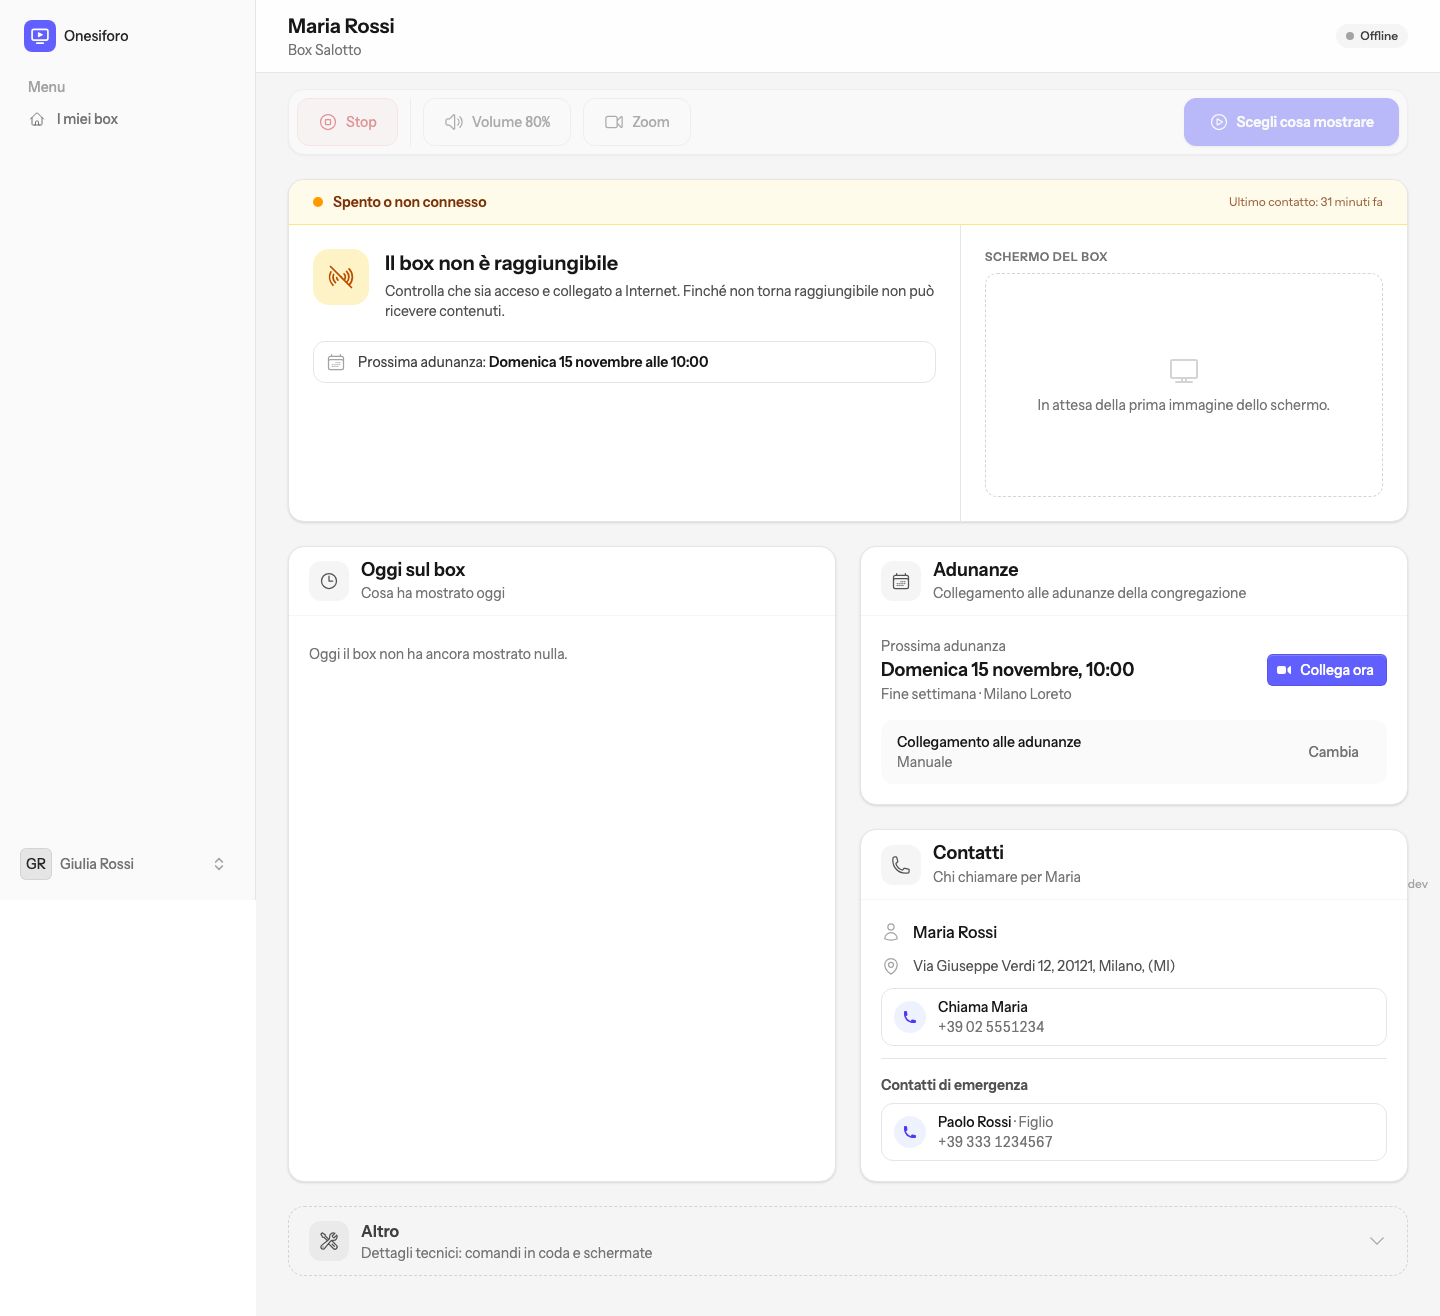 Onesiforo
Menu
I miei box
GR
Giulia Rossi
Maria Rossi
Box Salotto
Offline
Stop
Volume 80%
Zoom
Scegli cosa mostrare
Spento o non connesso
Ultimo contatto: 31 minuti fa
Il box non è raggiungibile
Controlla che sia acceso e collegato a Internet. Finché non torna raggiungibile non può
ricevere contenuti.
Prossima adunanza: Domenica 15 novembre alle 10:00
SCHERMO DEL BOX
In attesa della prima immagine dello schermo.
Oggi sul box
Cosa ha mostrato oggi
Oggi il box non ha ancora mostrato nulla.
Adunanze
Collegamento alle adunanze della congregazione
Prossima adunanza
Domenica 15 novembre, 10:00
Fine settimana · Milano Loreto
Collega ora
Collegamento alle adunanze
Manuale
Cambia
Contatti
Chi chiamare per Maria
dev
Maria Rossi
Via Giuseppe Verdi 12, 20121, Milano, (MI)
Chiama Maria
+39 02 5551234
Contatti di emergenza
Paolo Rossi · Figlio
+39 333 1234567
Altro
Dettagli tecnici: comandi in coda e schermate